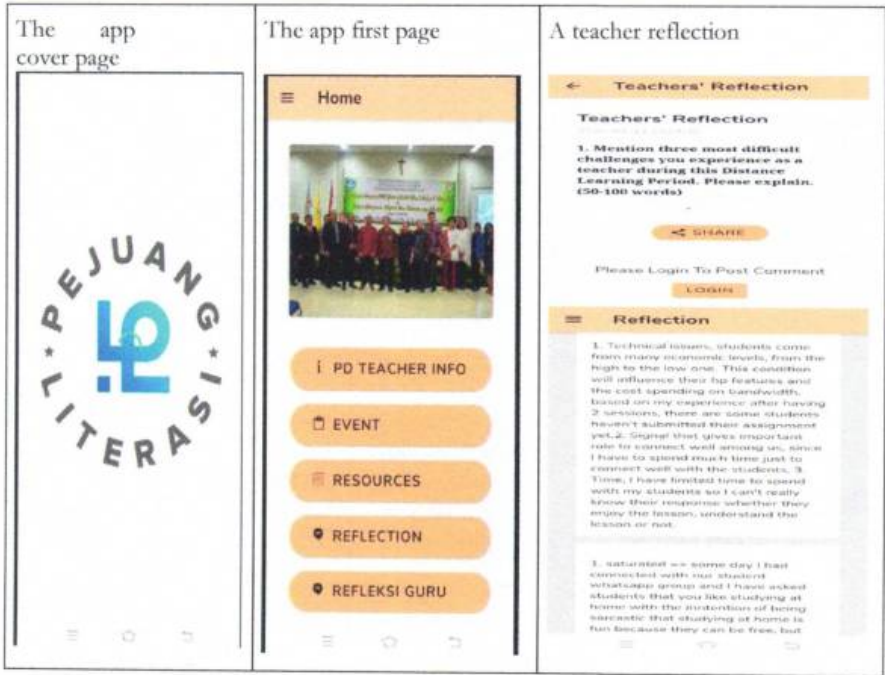 The app
cover page
PEJUANG
LITERASI
The app first page
Home
PD TEACHER INFO
EVENT
RESOURCES
REFLECTION
REFLEKSI GURU
A teacher reflection
Teachers' Reflection
Teachers' Reflection
1. Mention three most difficult
challenges you experience as a
teacher during this Distance
Learning Period. Please explain.
(50-100 words)
SHARE
Please Login To Post Comment
LOGIN
Reflection
1. Technical issues, students come
from many economic levels, from the
high to the low one. This condition
will influence their hp features and
the cost spending on bandwidth,
based on my experience after having
2 sessions, there are some students
haven't submitted their assignment
yet.2. Signal that gives important
role to connect well among us, since
I have to spend much time just to
connect well with the students. 3.
Time, I have limited time to spend
with my students so I can't really
know their response whether they
enjoy the lesson, understand the
lesson or not.
1. saturated => some day I had
connected with our student
whatsapp group and I have asked
students that you like studying at
home with the inntention of being
sarcastic that studying at home is
fun because they can be free, but